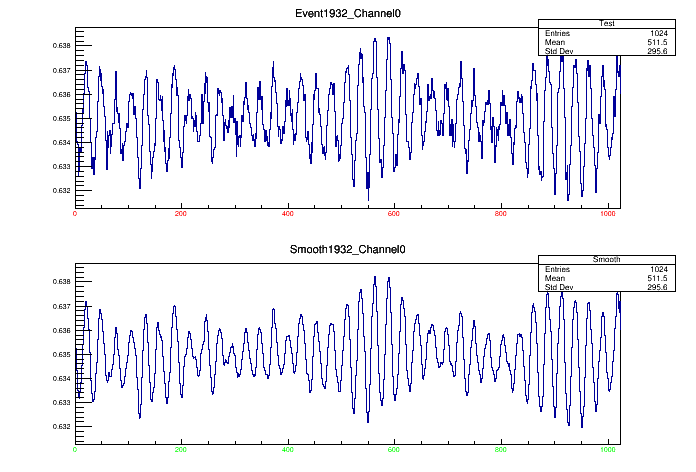 Event1932_Channel0
Test
Entries 1024
Mean 511.5
Std Dev 295.6
0.638
0.637
0.636
0.635
0.634
0.633
0.632
0 200 400 600 800 1000
Smooth1932_Channel0
Smooth
Entries 1024
Mean 511.5
Std Dev 295.6
0.638
0.637
0.636
0.635
0.634
0.633
0.632
0 200 400 600 800 1000